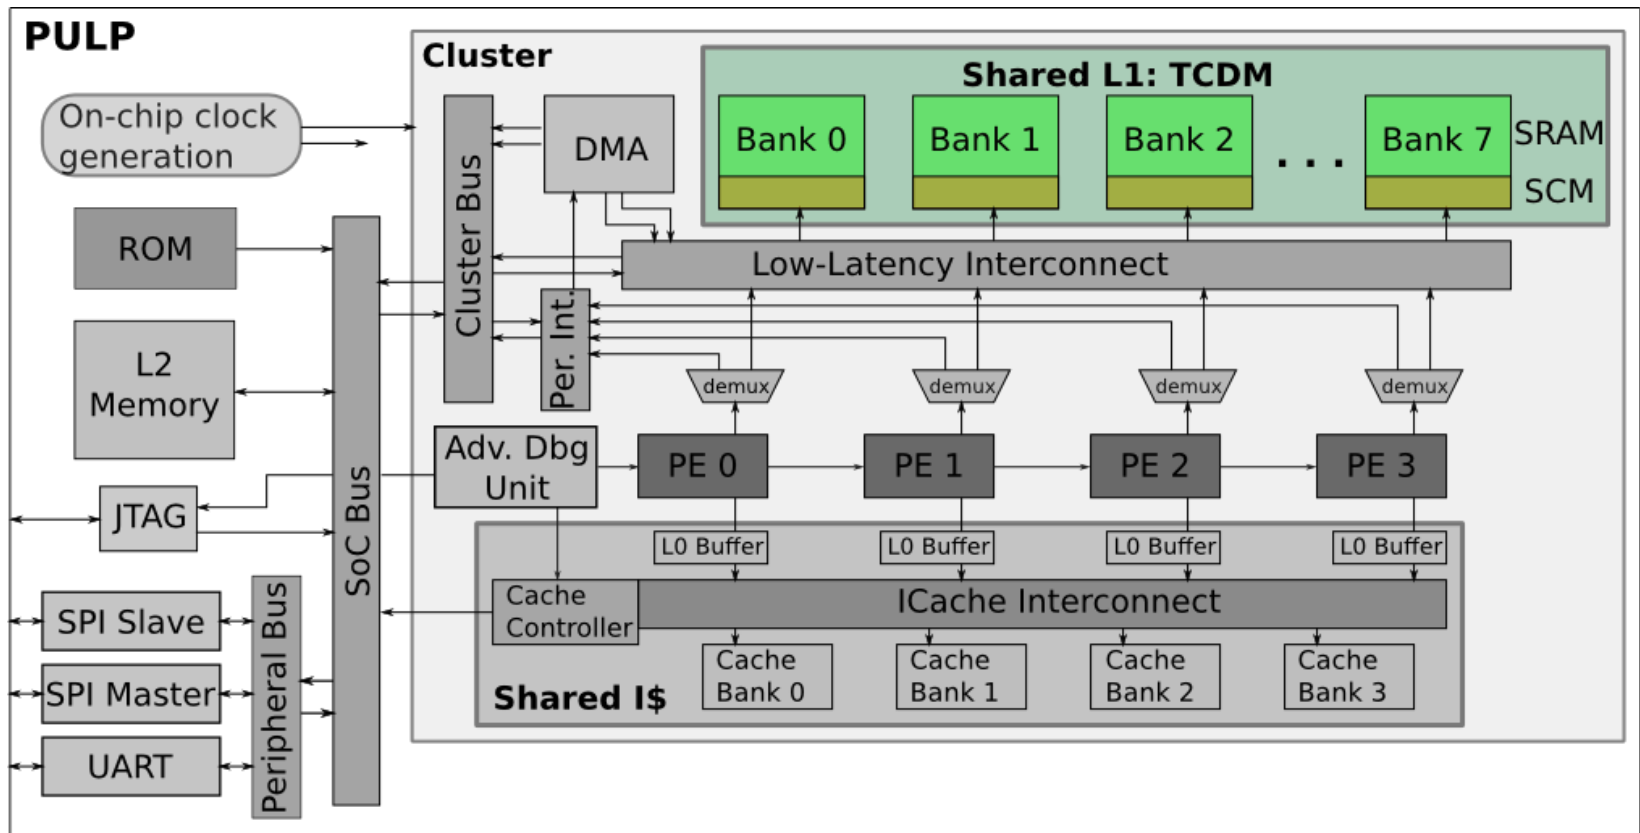 PULP
On-chip clock
generation
ROM
L2
Memory
JTAG
SPI Slave
SPI Master
UART
Peripheral Bus
SoC Bus
Cluster
Cluster Bus
DMA
Per. Int.
Shared L1: TCDM
Bank 0
Bank 1
Bank 2
. . .
Bank 7
SRAM
SCM
Low-Latency Interconnect
demux
demux
demux
demux
Adv. Dbg
Unit
PE 0
PE 1
PE 2
PE 3
L0 Buffer
L0 Buffer
L0 Buffer
L0 Buffer
Cache
Controller
ICache Interconnect
Cache
Bank 0
Cache
Bank 1
Cache
Bank 2
Cache
Bank 3
Shared I$